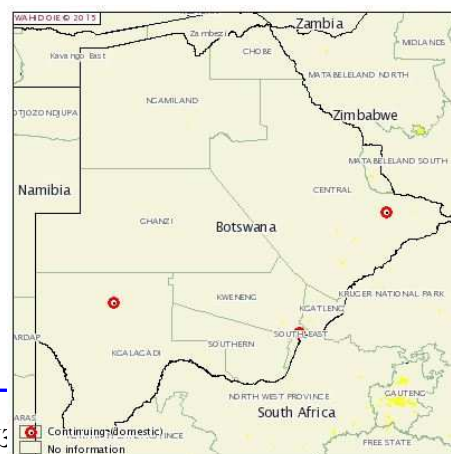 WAHID OIE © 2015
Zambia
Zambezi
Kavango East
CHOBE
MIDLANDS
MATABELELAND NORTH
NGAMILAND
OTJOZONDJUPA
Zimbabwe
MATABELELAND SOUTH
Namibia
CENTRAL
GHANZI
Botswana
KWENENG
KRUGER NATIONAL PARK
KGATLENG
SOUTH-EAST
SOUTHERN
KGALAGADI
NORTH WEST PROVINCE
GAUTENG
South Africa
Continuing (domestic)
FREE STATE
No information